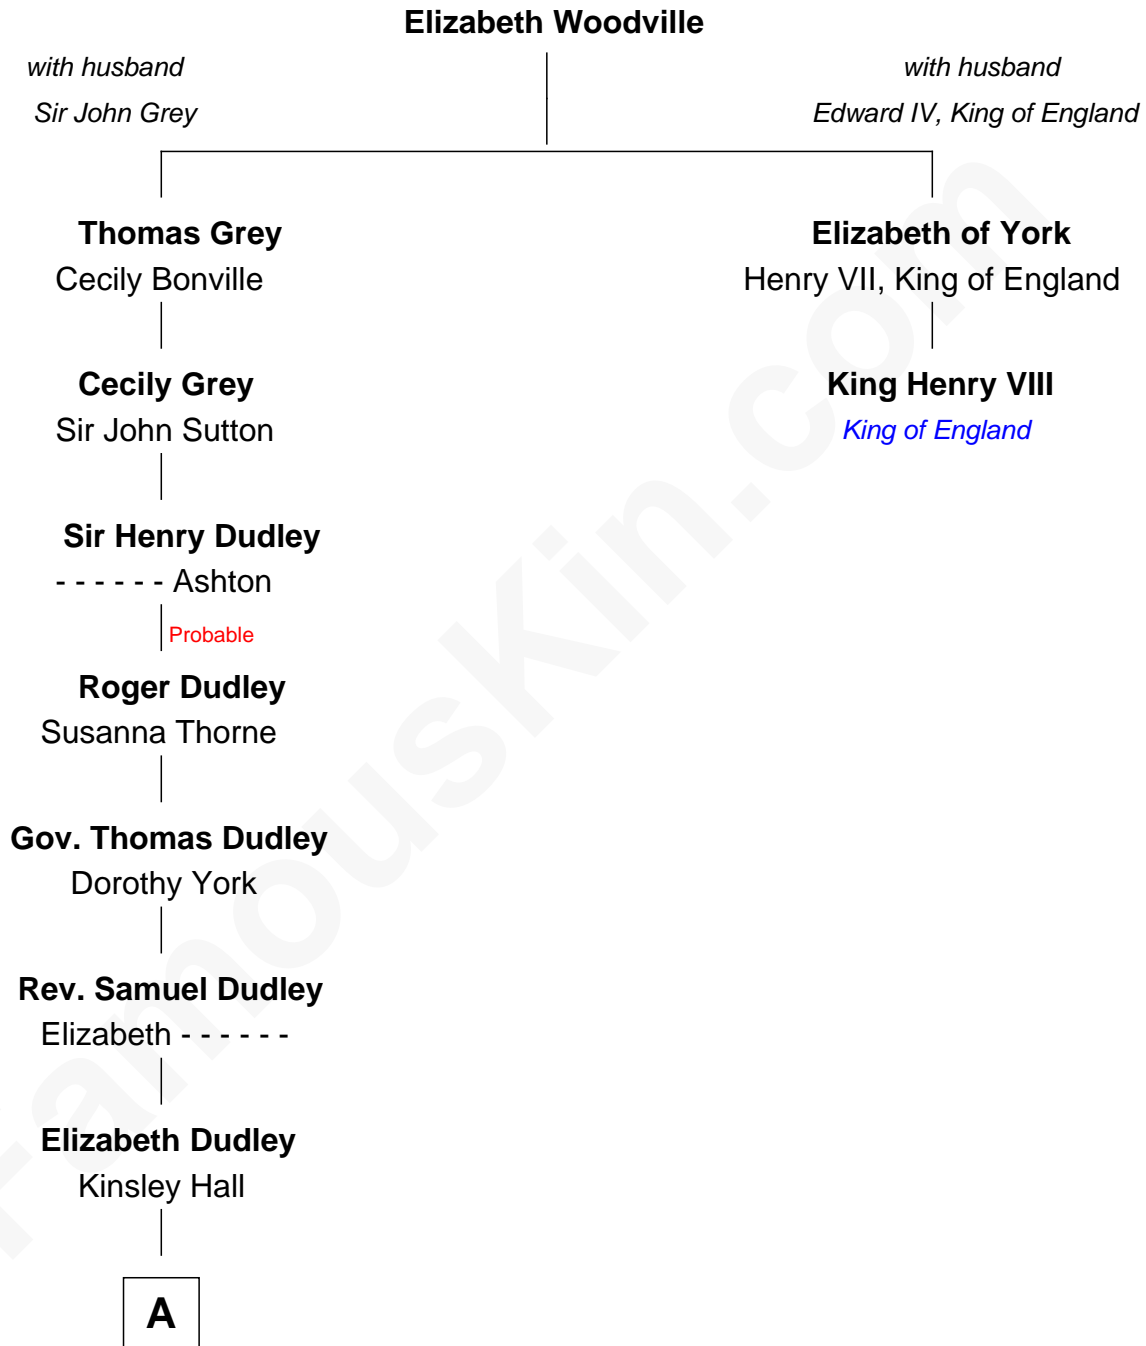 Elizabeth Woodville
with husband
Sir John Grey
with husband
Edward IV, King of England
Thomas Grey
Cecily Bonville
Elizabeth of York
Henry VII, King of England
Cecily Grey
Sir John Sutton
King Henry VIII
King of England
Sir Henry Dudley
- - - - - - Ashton
Probable
Roger Dudley
Susanna Thorne
Gov. Thomas Dudley
Dorothy York
Rev. Samuel Dudley
Elizabeth - - - - - -
Elizabeth Dudley
Kinsley Hall
A
FamousKin.com